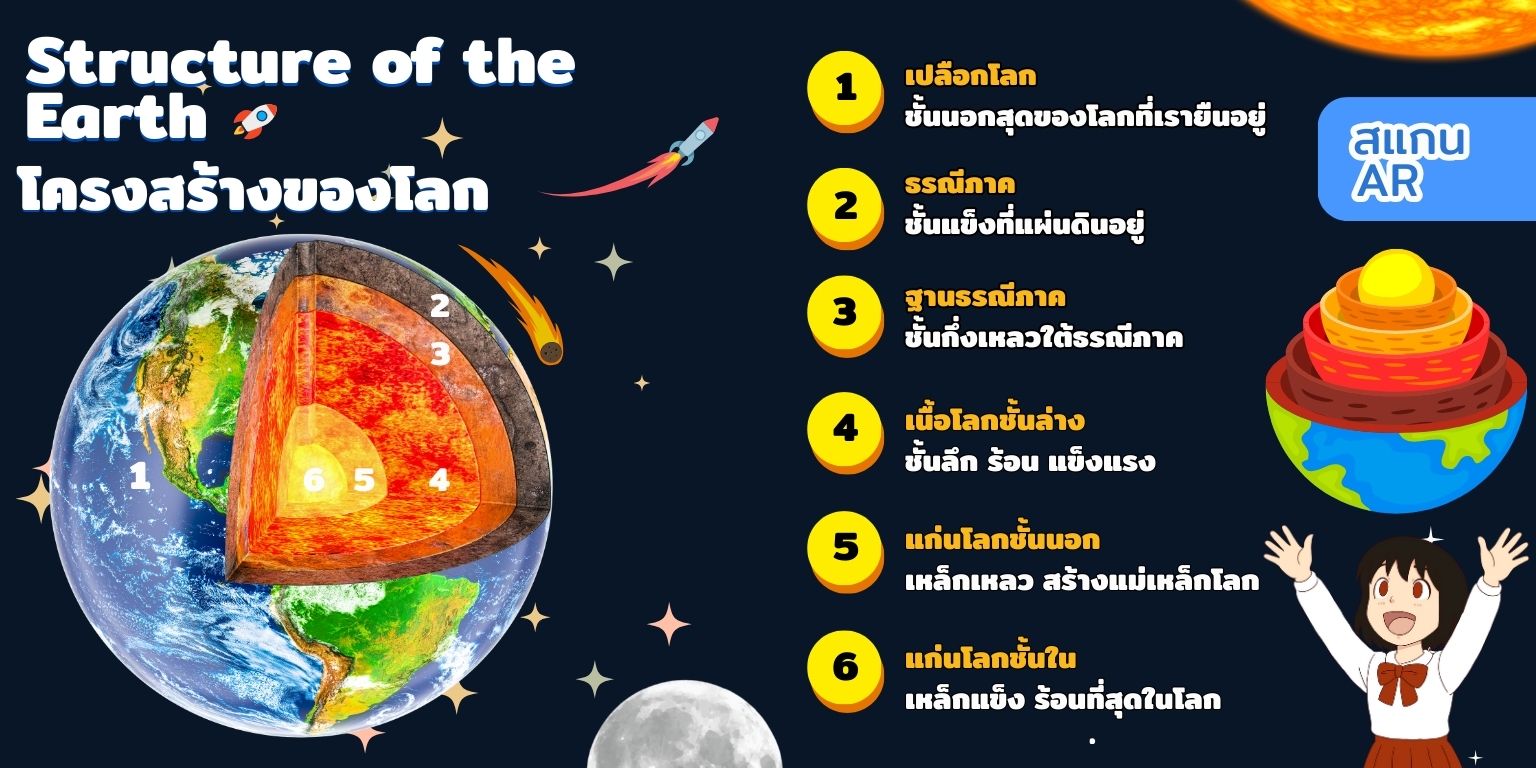 Structure of the
Earth
โครงสร้างของโลก
1
2
3
4
5
6
1
เปลือกโลก
ชั้นนอกสุดของโลกที่เรายืนอยู่
2
ธรณีภาค
ชั้นแข็งที่แผ่นดินอยู่
3
ฐานธรณีภาค
ชั้นกึ่งเหลวใต้ธรณีภาค
4
เนื้อโลกชั้นล่าง
ชั้นลึก ร้อน แข็งแรง
5
แก่นโลกชั้นนอก
เหล็กเหลว สร้างแม่เหล็กโลก
6
แก่นโลกชั้นใน
เหล็กแข็ง ร้อนที่สุดในโลก
สแกน
AR